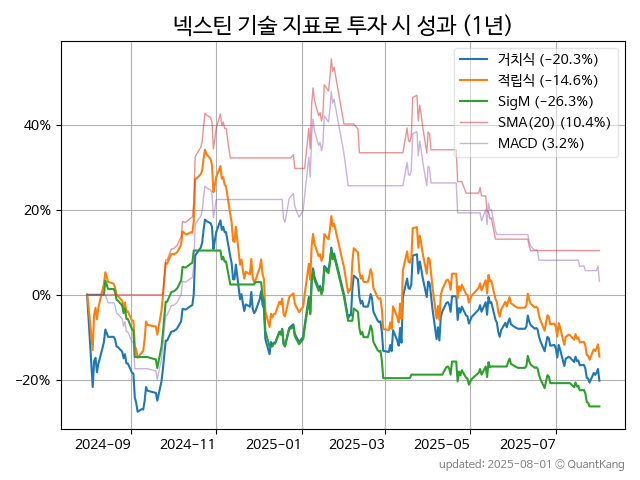 넥스틴 기술 지표로 투자 시 성과 (1년)
거치식 (−20.3%)
적립식 (−14.6%)
SigM (−26.3%)
SMA(20) (10.4%)
MACD (3.2%)
40%
20%
0%
−20%
2024−09 2024−11 2025−01 2025−03 2025−05 2025−07
updated: 2025-08-01 © QuantKang